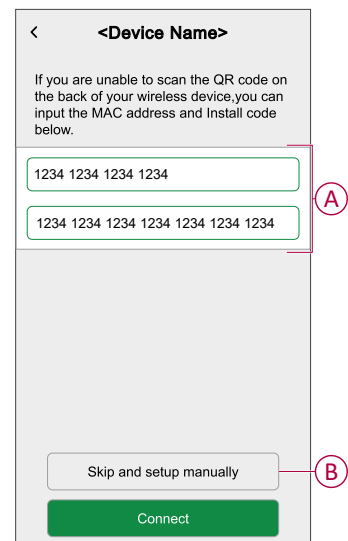 <Device Name>
If you are unable to scan the QR code on
the back of your wireless device,you can
input the MAC address and Install code
below.
1234 1234 1234 1234
A
1234 1234 1234 1234 1234 1234 1234
Skip and setup manually
B
Connect